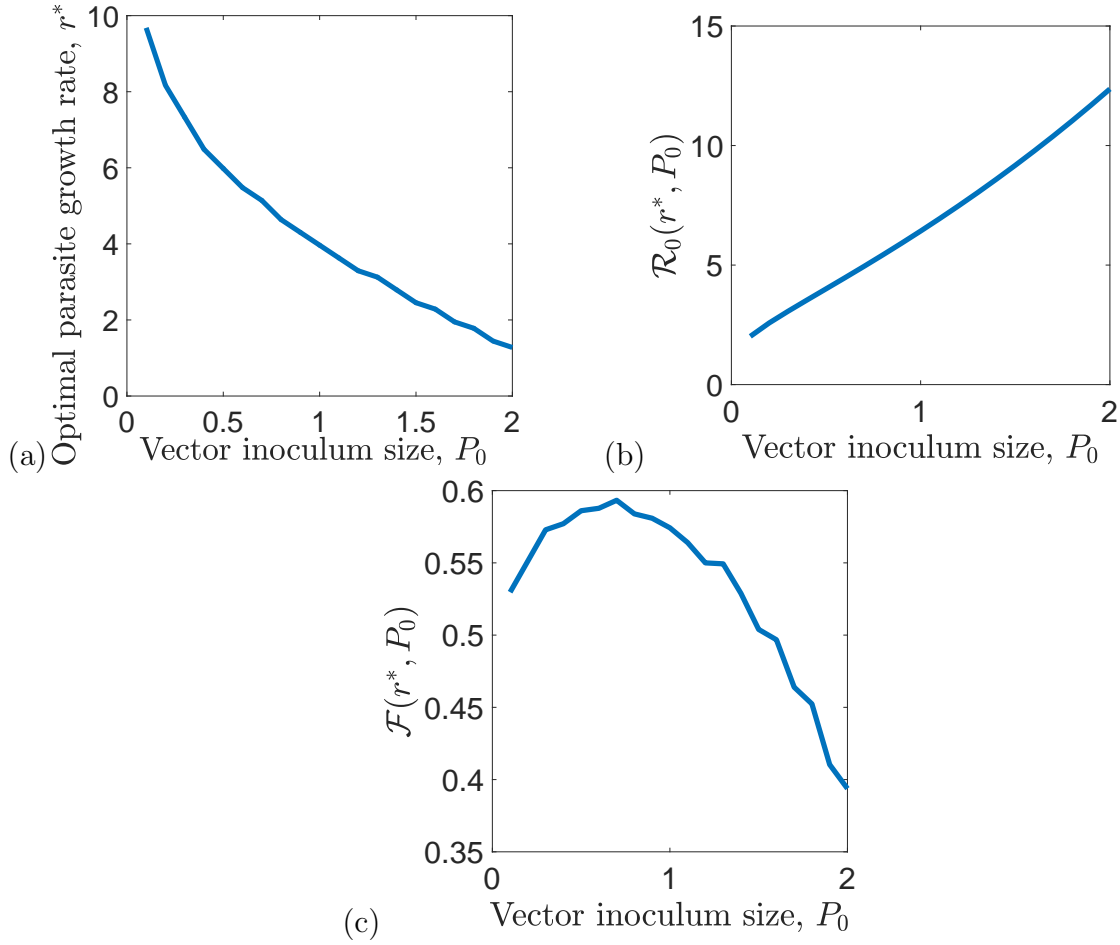 Optimal parasite growth rate, r*
10
8
6
4
2
0
0 0.5 1 1.5 2
Vector inoculum size, P₀
(a)
ℛ₀(r*, P₀)
15
10
5
0
0 1 2
Vector inoculum size, P₀
(b)
ℱ(r*, P₀)
0.6
0.55
0.5
0.45
0.4
0.35
0 1 2
Vector inoculum size, P₀
(c)